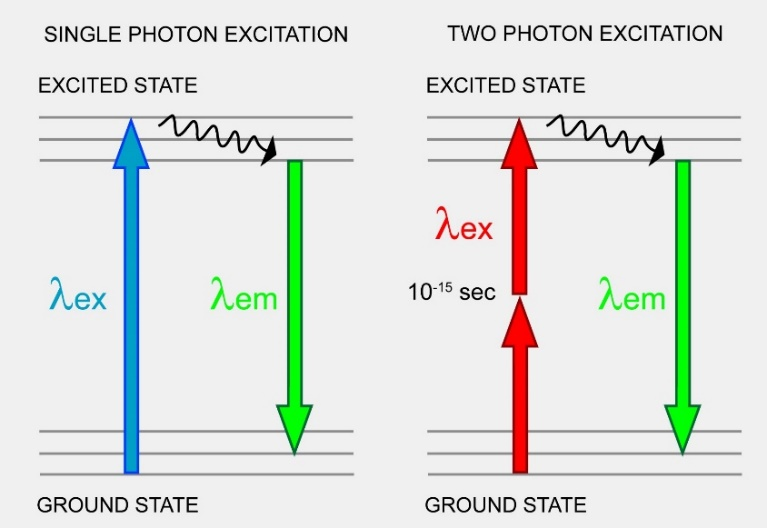 SINGLE PHOTON EXCITATION
EXCITED STATE
λex
λem
GROUND STATE
TWO PHOTON EXCITATION
EXCITED STATE
λex
10⁻¹⁵ sec
λem
GROUND STATE